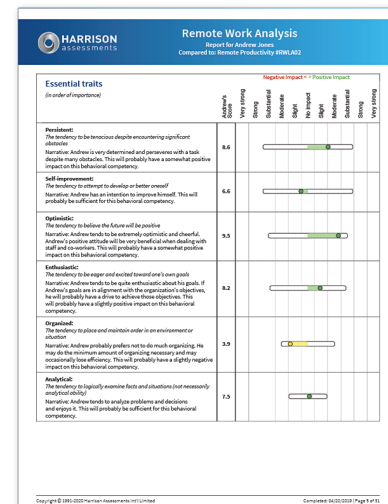 HARRISON
assessments
Remote Work Analysis
Report for Andrew Jones
Compared to: Remote Productivity #RWLA02
Essential traits
(in order of importance)
Negative Impact < > Positive Impact
Andrew's
Score
Very strong
Strong
Substantial
Moderate
Slight
No impact
Slight
Moderate
Substantial
Strong
Very strong
Persistent:
The tendency to be tenacious despite encountering significant
obstacles
Narrative: Andrew is very determined and perseveres with a task
despite many obstacles. This will probably have a somewhat positive
impact on this behavioral competency.
8.6
Self-improvement:
The tendency to attempt to develop or better oneself
Narrative: Andrew has an intention to improve himself. This will
probably be sufficient for this behavioral competency.
6.6
Optimistic:
The tendency to believe the future will be positive
Narrative: Andrew tends to be extremely optimistic and cheerful.
Andrew's positive attitude will be very beneficial when dealing with
staff and co-workers. This will probably have a somewhat positive
impact on this behavioral competency.
9.5
Enthusiastic:
The tendency to be eager and excited toward one's own goals
Narrative: Andrew tends to be quite enthusiastic about his goals. If
Andrew's goals are in alignment with the organization's objectives,
he will probably have a drive to achieve those objectives. This
will probably have a slightly positive impact on this behavioral
competency.
8.2
Organized:
The tendency to place and maintain order in an environment or
situation
Narrative: Andrew probably prefers not to do much organizing. He
may do the minimum amount of organizing necessary and may
occasionally lose efficiency. This will probably have a slightly negative
impact on this behavioral competency.
3.9
Analytical:
The tendency to logically examine facts and situations (not necessarily
analytical ability)
Narrative: Andrew tends to analyze problems and decisions
and enjoys it. This will probably be sufficient for this behavioral
competency.
7.5
Copyright © 1991-2020 Harrison Assessments Int'l Limited
Completed: 04/20/2019 | Page 5 of 31